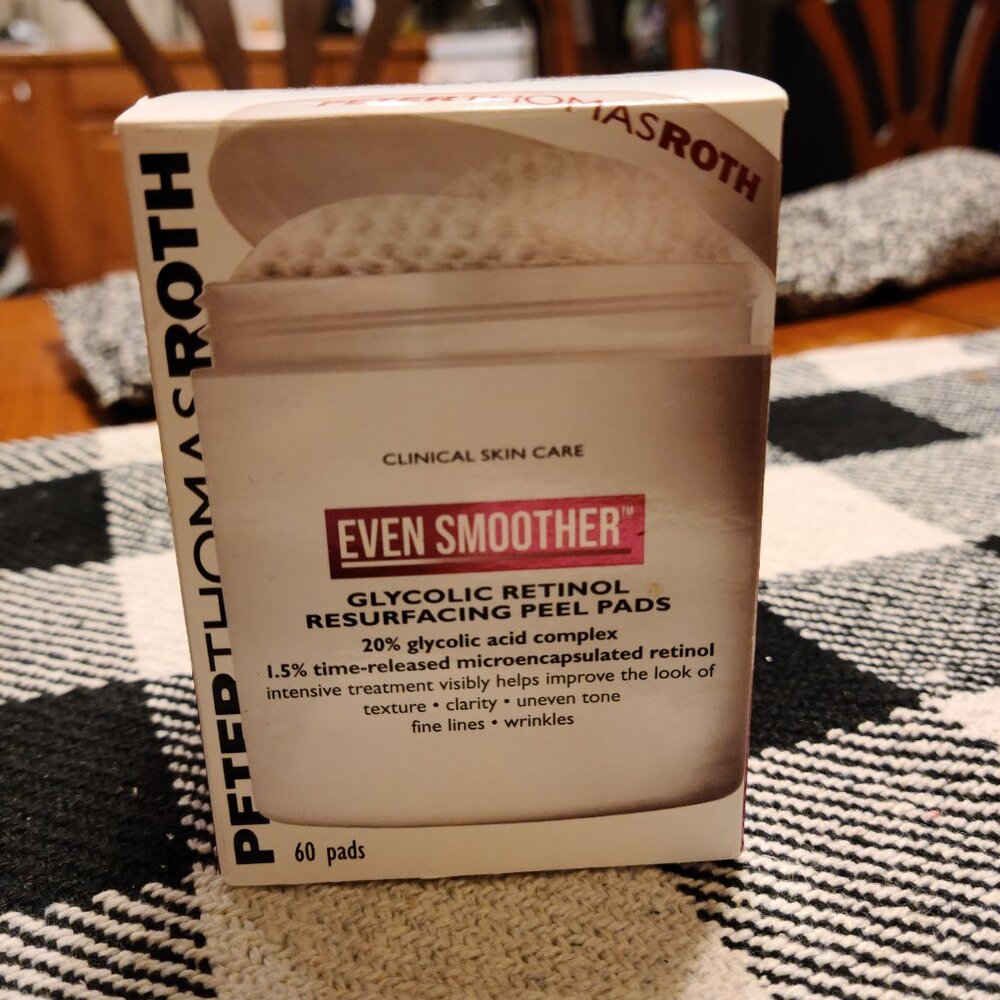 PETERTHOMASROTH
PETERTHOMASROTH
CLINICAL SKIN CARE
EVEN SMOOTHER™
GLYCOLIC RETINOL
RESURFACING PEEL PADS
20% glycolic acid complex
1.5% time-released microencapsulated retinol
intensive treatment visibly helps improve the look of
texture • clarity • uneven tone
fine lines • wrinkles
60 pads